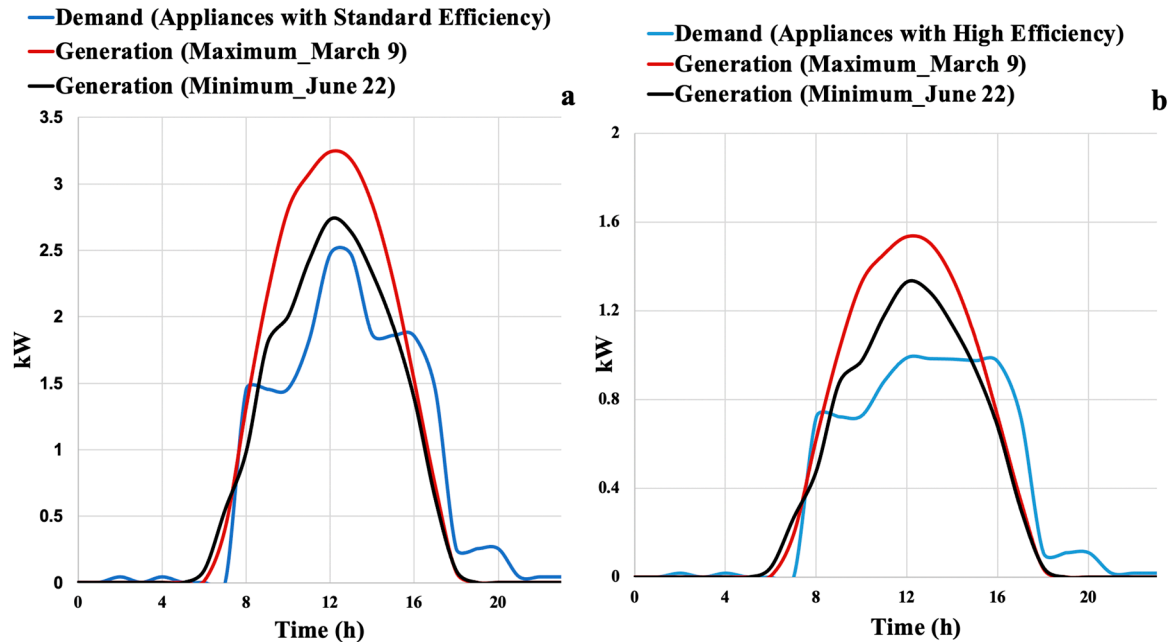 Demand (Appliances with Standard Efficiency)
Generation (Maximum_March 9)
Generation (Minimum_June 22)
a
3.5
3
2.5
2
1.5
1
0.5
0
kW
0 4 8 12 16 20
Time (h)
Demand (Appliances with High Efficiency)
Generation (Maximum_March 9)
Generation (Minimum_June 22)
b
2
1.6
1.2
0.8
0.4
0
kW
0 4 8 12 16 20
Time (h)